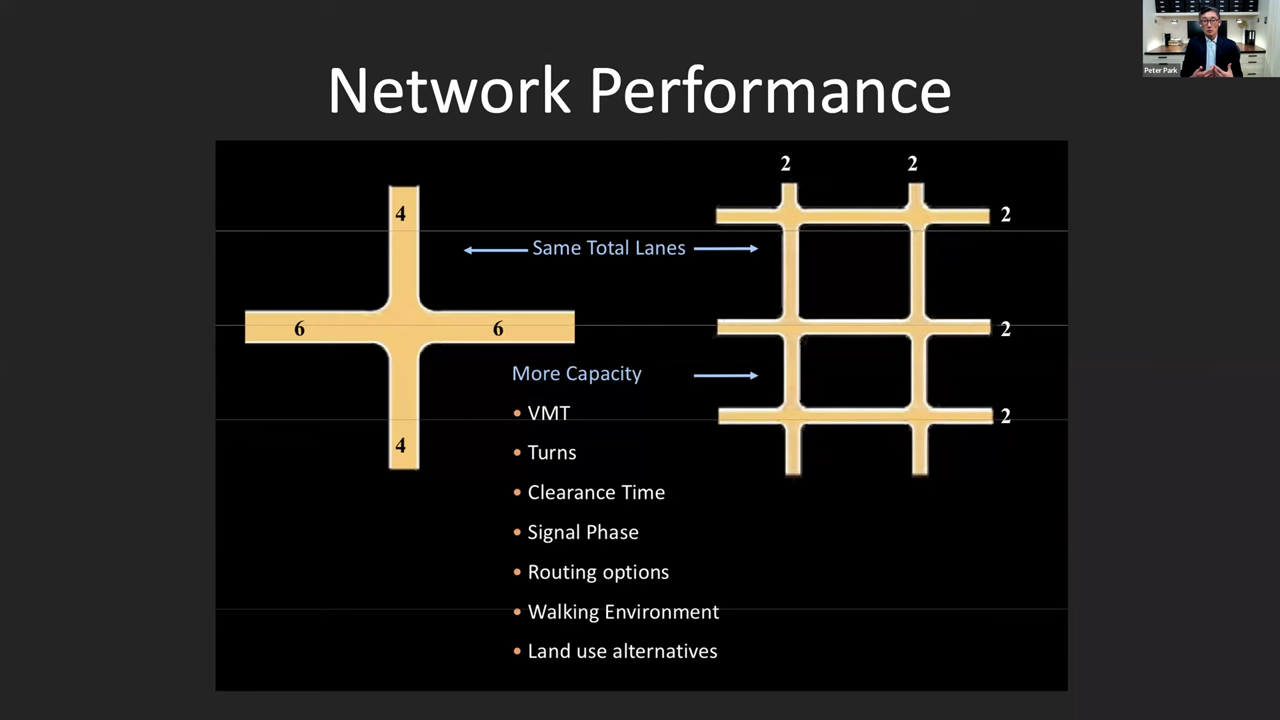 Peter Park
Network Performance
4
6
6
4
Same Total Lanes
2
2
2
2
2
More Capacity
• VMT
• Turns
• Clearance Time
• Signal Phase
• Routing options
• Walking Environment
• Land use alternatives